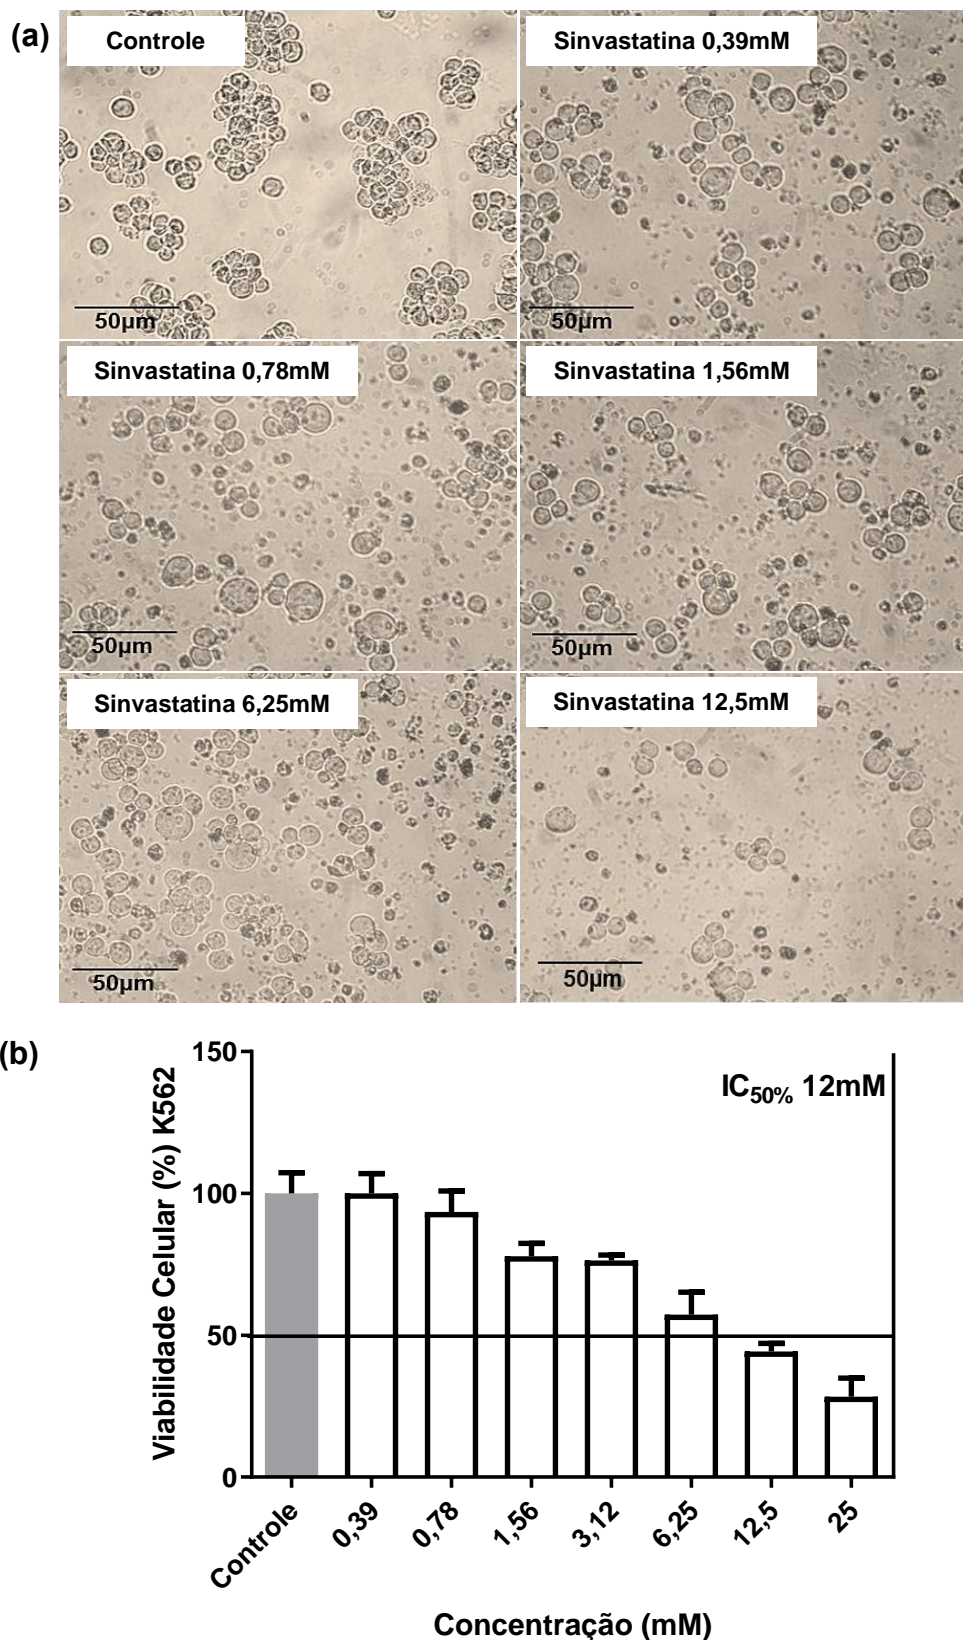 (a)
Controle
Sinvastatina 0,39mM
50µm
50µm
Sinvastatina 0,78mM
Sinvastatina 1,56mM
50µm
50µm
Sinvastatina 6,25mM
Sinvastatina 12,5mM
50µm
50µm
(b)
Viabilidade Celular (%) K562
150
100
50
0
IC50% 12mM
Controle
0,39
0,78
1,56
3,12
6,25
12,5
25
Concentração (mM)